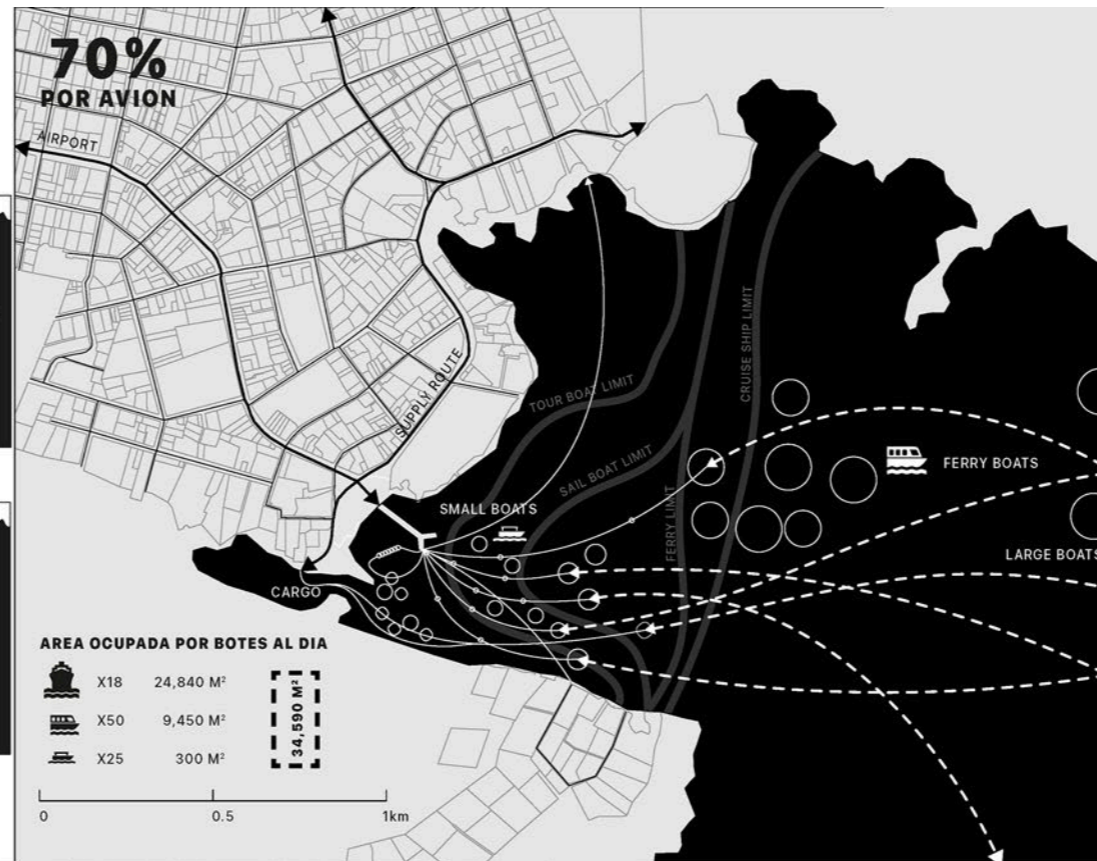 70%
POR AVION
AIRPORT
SUPPLY ROUTE
TOUR BOAT LIMIT
SAIL BOAT LIMIT
FERRY LIMIT
CRUISE SHIP LIMIT
FERRY BOATS
SMALL BOATS
LARGE BOATS
CARGO
AREA OCUPADA POR BOTES AL DIA
X18 24,840 M²
X50 9,450 M²
X25 300 M²
34,590 M²
0 0.5 1km